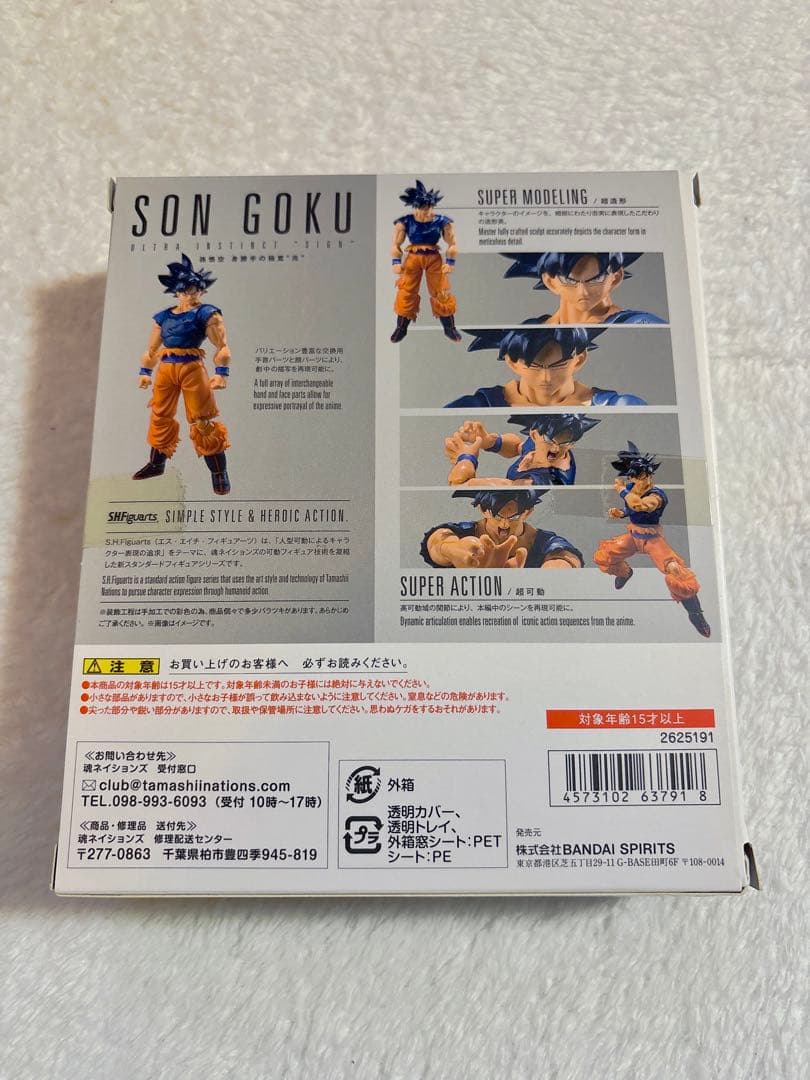 SON GOKU
ULTRA INSTINCT "SIGN"
孫悟空 身勝手の極意"兆"
バリエーション豊富な交換用
手首パーツと顔パーツにより、
劇中の描写を再現可能に。
A full array of interchangeable
hand and face parts allow for
expressive portrayal of the anime.
S.H.Figuarts SIMPLE STYLE & HEROIC ACTION.
S.H.Figuarts（エス・エイチ・フィギュアーツ）は、「人型可動によるキャラ
クター表現の追求」をテーマに、魂ネイションズの可動フィギュア技術を凝縮
した新スタンダードフィギュアシリーズです。
S.H.Figuarts is a standard action figure series that uses the art style and technology of Tamashii
Nations to pursue character expression through humanoid action.
※装飾工程は手加工での彩色の為、商品個々で多少バラツキがあります。あらかじめ
ご了承ください。 ※画像はイメージです。
SUPER MODELING / 超造形
キャラクターのイメージを、細部にわたり忠実に表現したこだわり
の造形美。
Master fully crafted sculpt accurately depicts the character form in
meticulous detail.
SUPER ACTION / 超可動
高可動域の関節により、本編中のシーンを再現可能に。
Dynamic articulation enables recreation of iconic action sequences from the anime.
注意 お買い上げのお客様へ 必ずお読みください。
●本商品の対象年齢は15才以上です。対象年齢未満のお子様には絶対に与えないでください。
●小さな部品がありますので、小さなお子様が誤って飲み込まないように注意してください。窒息などの危険があります。
●尖った部分や鋭い部分がありますので、取扱や保管場所に注意してください。思わぬケガをするおそれがあります。
対象年齢15才以上
2625191
≪お問い合わせ先≫
魂ネイションズ 受付窓口
club@tamashiinations.com
TEL.098-993-6093（受付 10時〜17時）
≪商品・修理品 送付先≫
魂ネイションズ 修理配送センター
〒277-0863 千葉県柏市豊四季945-819
紙 外箱
プラ 透明カバー、
透明トレイ、
外箱窓シート:PET
シート:PE
4573102 63791 8
発売元
株式会社BANDAI SPIRITS
東京都港区芝五丁目29-11 G-BASE田町6F 〒108-0014